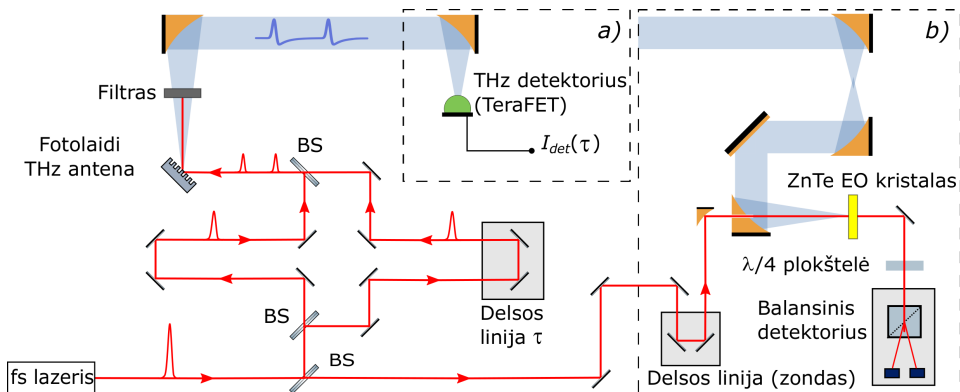 a)
b)
THz detektorius
(TeraFET)
Filtras
Fotolaidi
THz antena
BS
I_det(τ)
ZnTe EO kristalas
λ/4 plokštelė
BS
Delsos
linija τ
Balansinis
detektorius
BS
fs lazeris
Delsos linija (zondas)